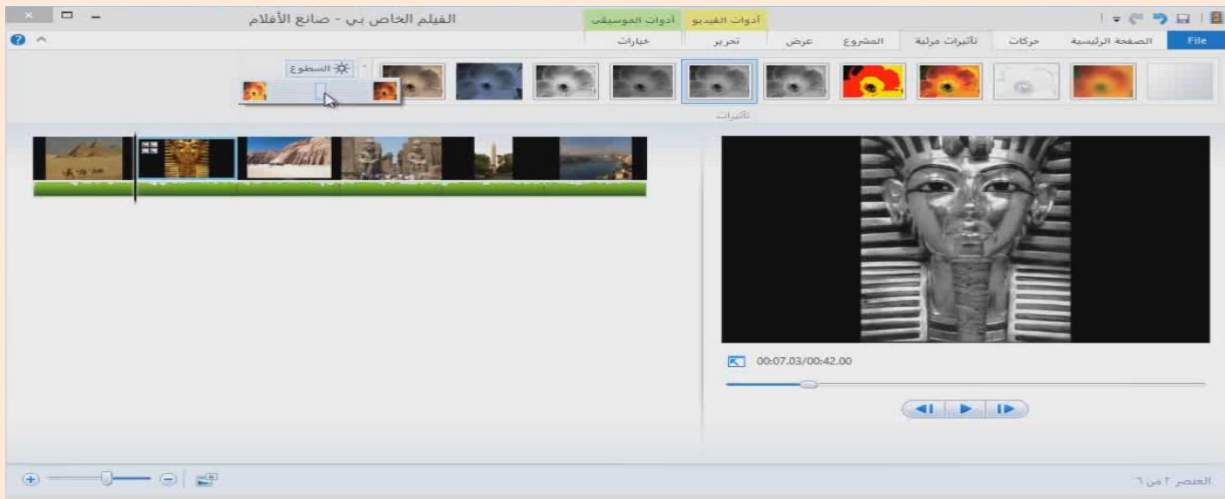 الفيلم الخاص بي - صانع الأفلام
أدوات الفيديو
أدوات الموسيقى
File
الصفحة الرئيسية
حركات
تأثيرات مرئية
المشروع
عرض
تحرير
خيارات
السطوع
تأثيرات
00:07.03/00:42.00
العنصر ٢ من ٦